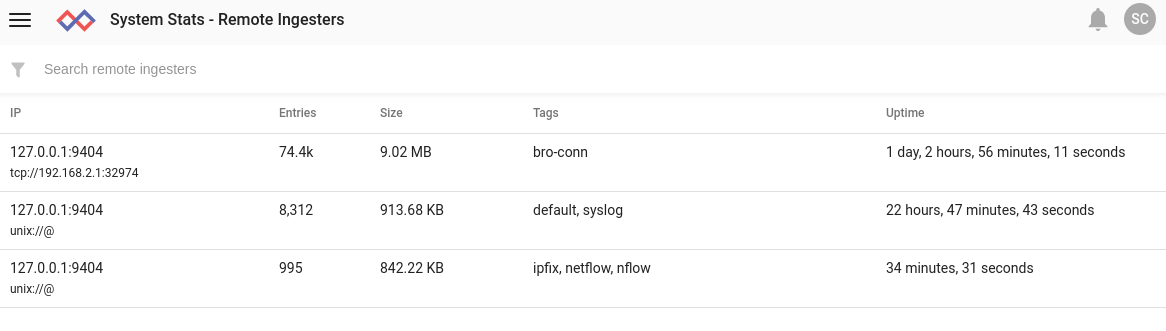 System Stats - Remote Ingesters
SC
Search remote ingesters
IP Entries Size Tags Uptime
127.0.0.1:9404 74.4k 9.02 MB bro-conn 1 day, 2 hours, 56 minutes, 11 seconds
tcp://192.168.2.1:32974
127.0.0.1:9404 8,312 913.68 KB default, syslog 22 hours, 47 minutes, 43 seconds
unix://@
127.0.0.1:9404 995 842.22 KB ipfix, netflow, nflow 34 minutes, 31 seconds
unix://@